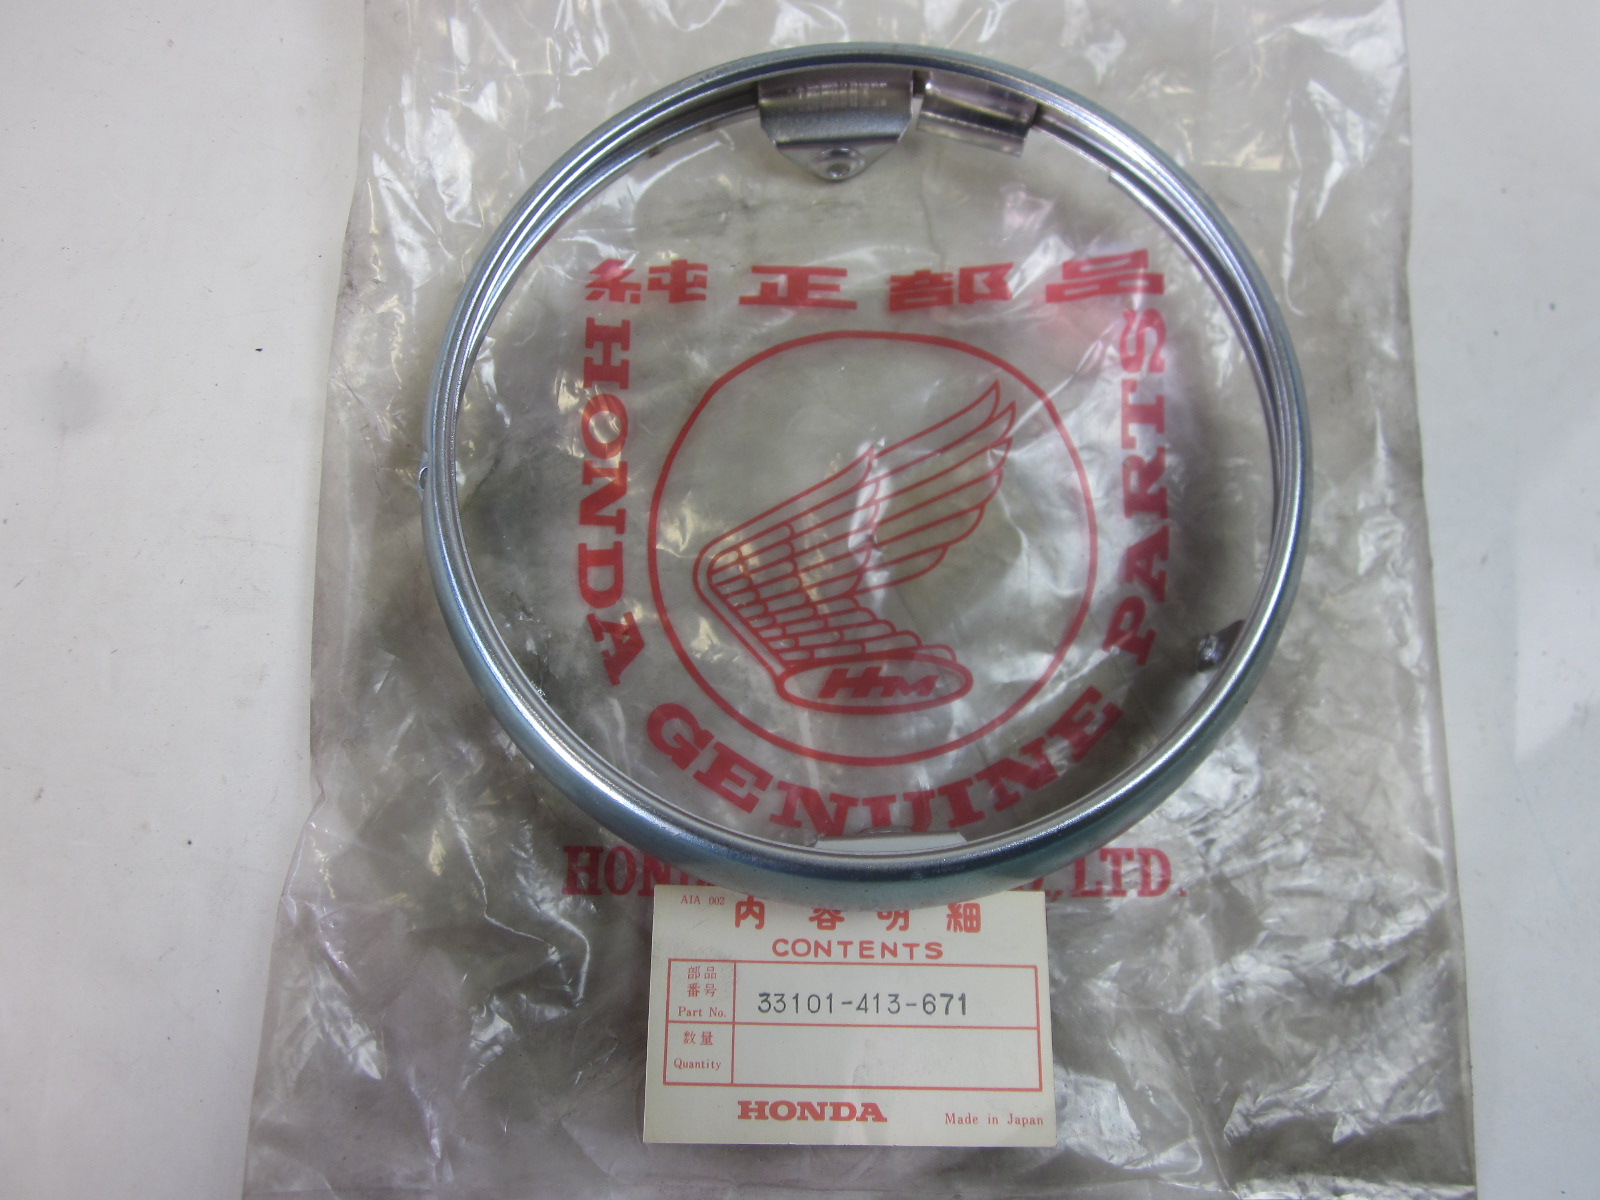 純正部品
HONDA GENUINE PARTS
HM
LTD.
AIA 002
内容明細
CONTENTS
部品
番号
Part No.
33101-413-671
数量
Quantity
HONDA
Made in Japan